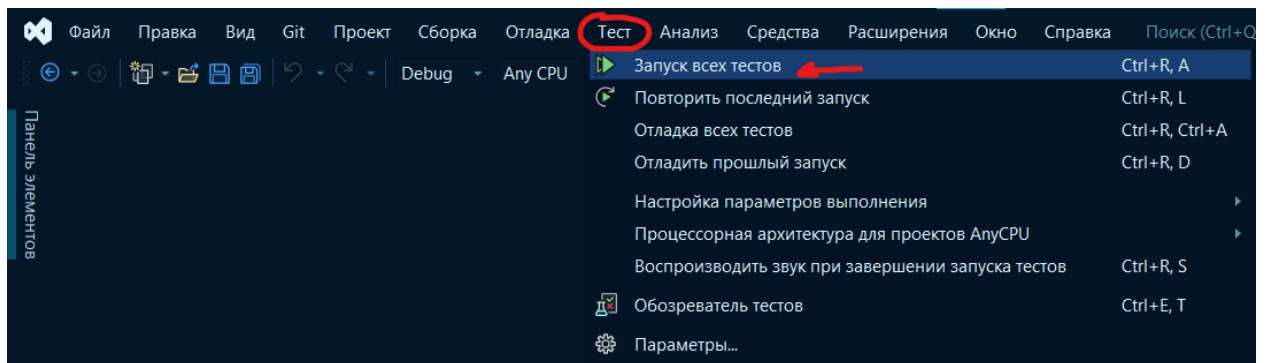 Файл Правка Вид Git Проект Сборка Отладка Тест Анализ Средства Расширения Окно Справка Поиск (Ctrl+Q
Debug Any CPU
Запуск всех тестов Ctrl+R, A
Повторить последний запуск Ctrl+R, L
Отладка всех тестов Ctrl+R, Ctrl+A
Отладить прошлый запуск Ctrl+R, D
Настройка параметров выполнения
Процессорная архитектура для проектов AnyCPU
Воспроизводить звук при завершении запуска тестов Ctrl+R, S
Обозреватель тестов Ctrl+E, T
Параметры...
Панель элементов